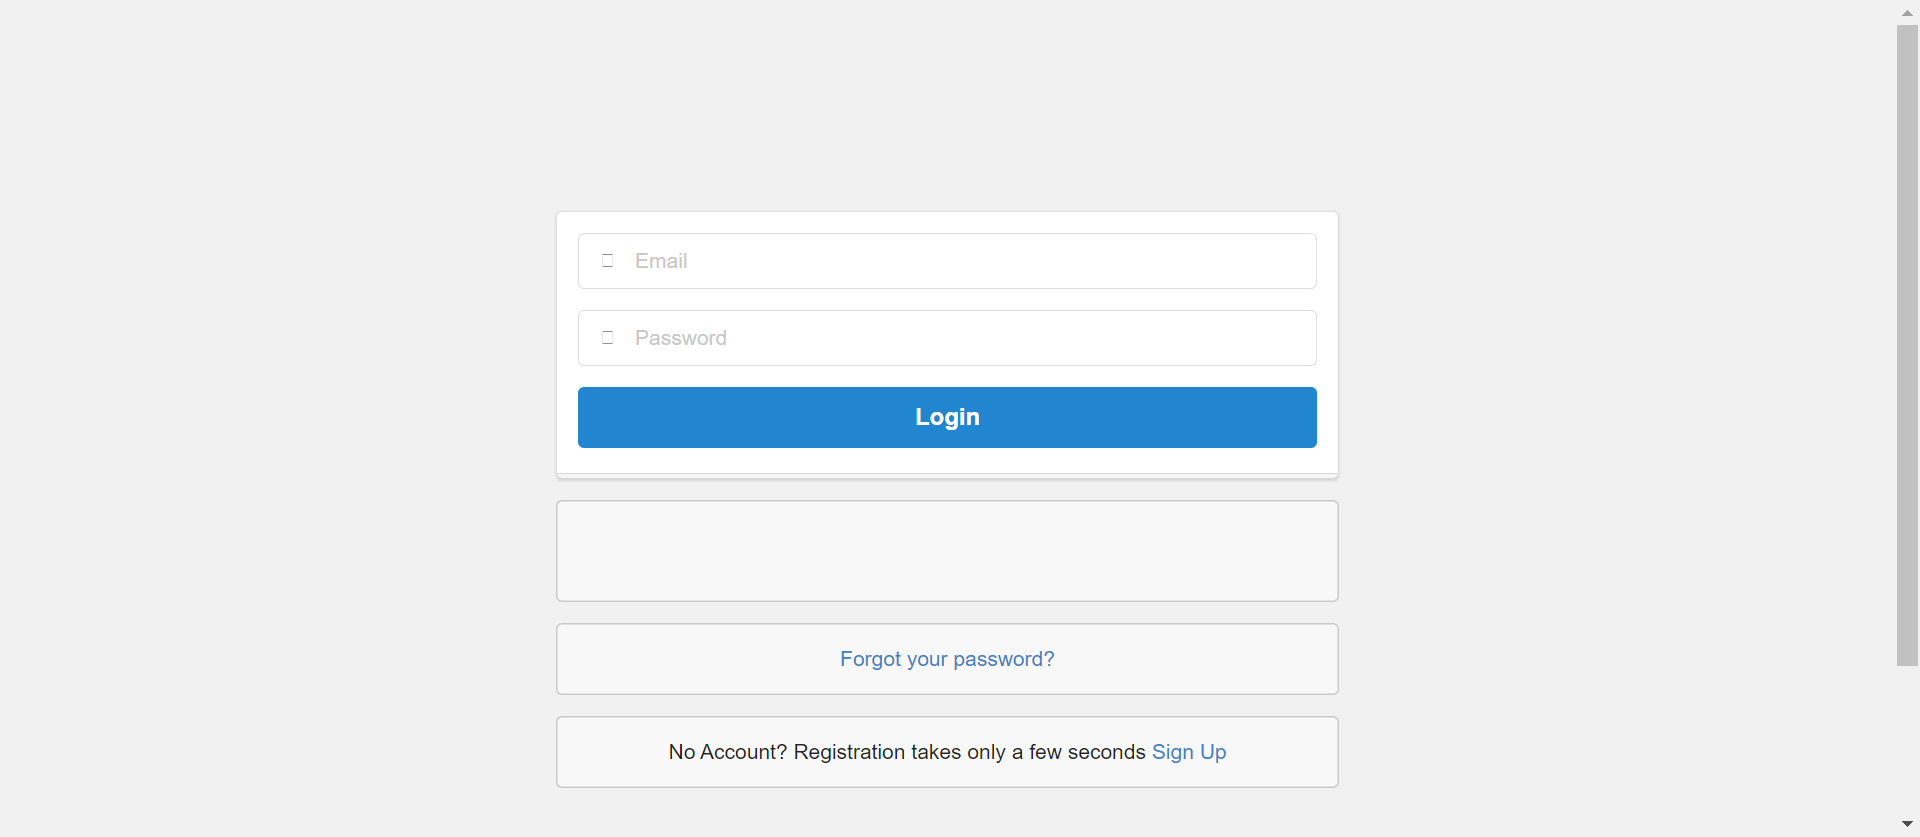 Email
Password
Login
Forgot your password?
No Account? Registration takes only a few seconds Sign Up